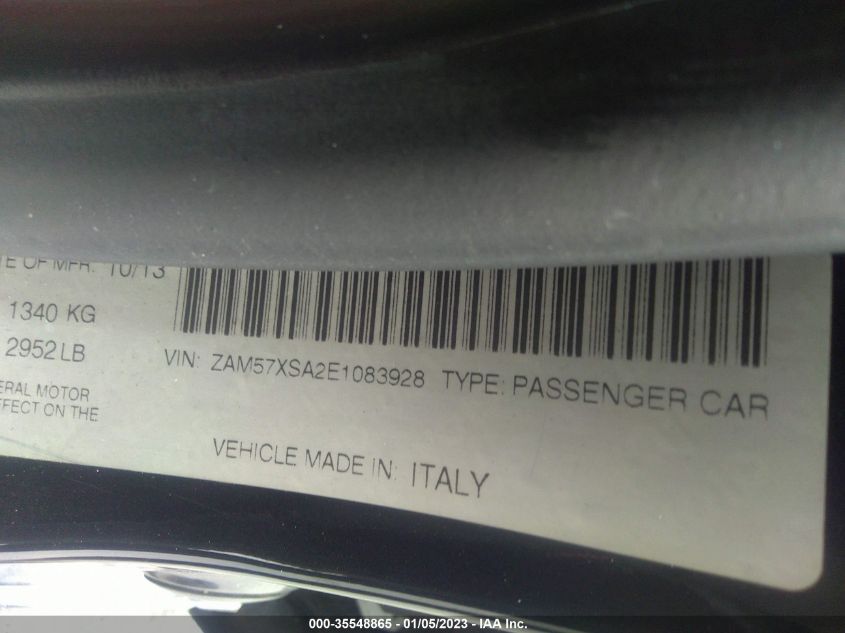 TE OF MFR: 10/13
1340 KG
2952 LB
VIN: ZAM57XSA2E1083928 TYPE: PASSENGER CAR
ERAL MOTOR
FFECT ON THE
VEHICLE MADE IN: ITALY
000-35548865 - 01/05/2023 - IAA Inc.